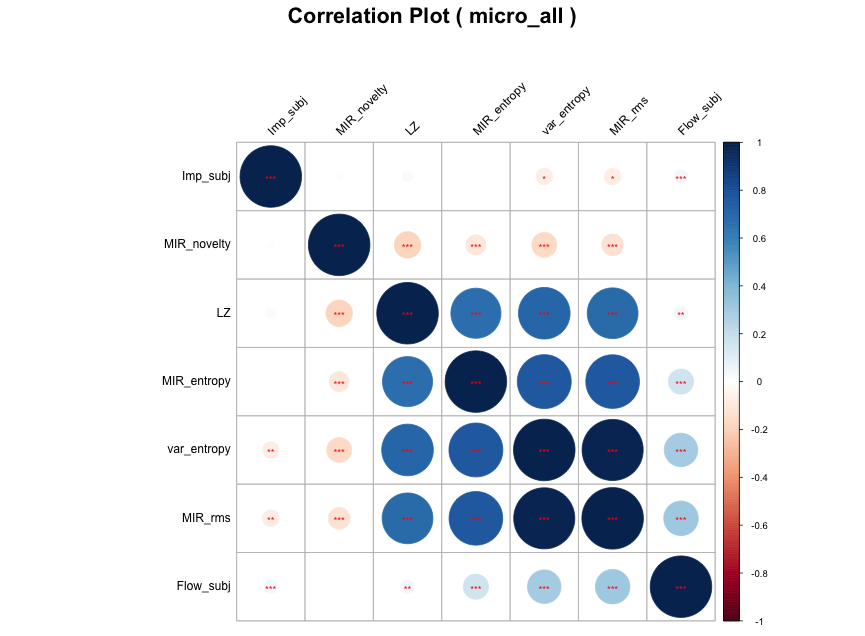 Correlation Plot ( micro_all )
Imp_subj MIR_novelty LZ MIR_entropy var_entropy MIR_rms Flow_subj
Imp_subj *** * * *** 1
MIR_novelty *** *** *** *** *** 0.8
0.6
LZ *** *** *** *** *** ** 0.4
0.2
MIR_entropy *** *** *** *** *** *** 0
-0.2
var_entropy ** *** *** *** *** *** *** -0.4
MIR_rms ** *** *** *** *** *** *** -0.6
Flow_subj *** ** *** *** *** *** -0.8
-1